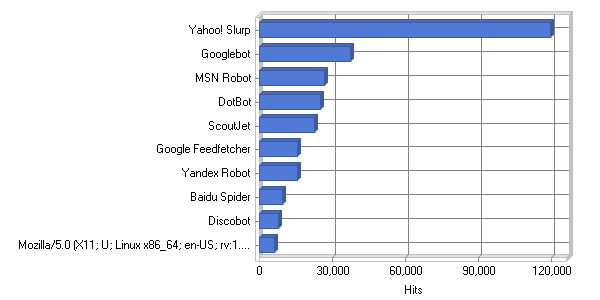 Yahoo! Slurp
Googlebot
MSN Robot
DotBot
ScoutJet
Google Feedfetcher
Yandex Robot
Baidu Spider
Discobot
Mozilla/5.0 (X11; U; Linux x86_64; en-US; rv:1....
0 30,000 60,000 90,000 120,000
Hits